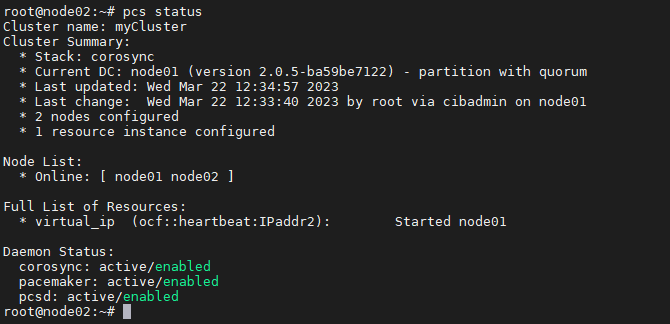 root@node02:~# pcs status
Cluster name: myCluster
Cluster Summary:
  * Stack: corosync
  * Current DC: node01 (version 2.0.5-ba59be7122) - partition with quorum
  * Last updated: Wed Mar 22 12:34:57 2023
  * Last change:  Wed Mar 22 12:33:40 2023 by root via cibadmin on node01
  * 2 nodes configured
  * 1 resource instance configured

Node List:
  * Online: [ node01 node02 ]

Full List of Resources:
  * virtual_ip  (ocf::heartbeat:IPaddr2):        Started node01

Daemon Status:
  corosync: active/enabled
  pacemaker: active/enabled
  pcsd: active/enabled
root@node02:~#